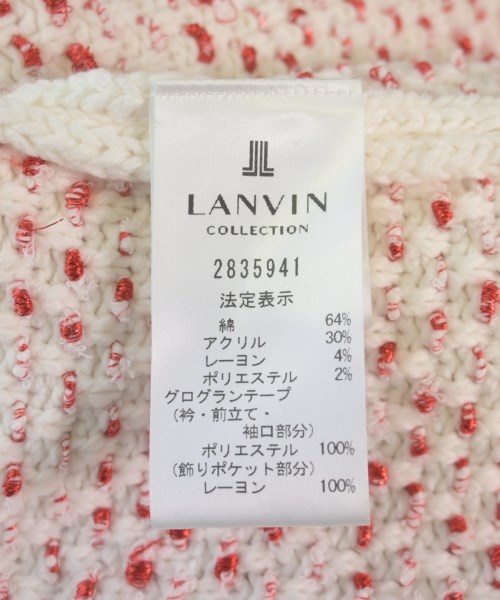 LANVIN
COLLECTION
2835941
法定表示
綿 64%
アクリル 30%
レーヨン 4%
ポリエステル 2%
グログランテープ
(衿・前立て・
袖口部分)
ポリエステル 100%
(飾りポケット部分)
レーヨン 100%